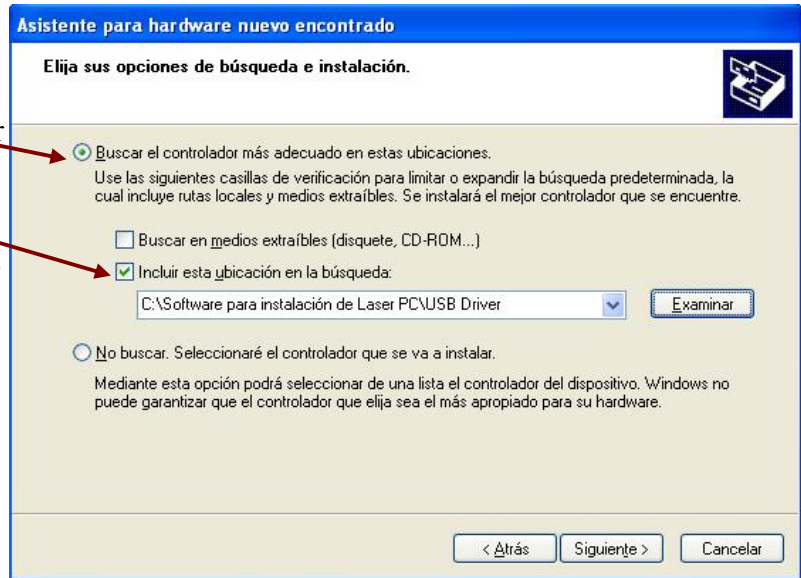 Asistente para hardware nuevo encontrado
Elija sus opciones de búsqueda e instalación.
Buscar el controlador más adecuado en estas ubicaciones.
Use las siguientes casillas de verificación para limitar o expandir la búsqueda predeterminada, la
cual incluye rutas locales y medios extraíbles. Se instalará el mejor controlador que se encuentre.
Buscar en medios extraíbles (disquete, CD-ROM...)
Incluir esta ubicación en la búsqueda:
C:\Software para instalación de Laser PC\USB Driver
Examinar
No buscar. Seleccionaré el controlador que se va a instalar.
Mediante esta opción podrá seleccionar de una lista el controlador del dispositivo. Windows no
puede garantizar que el controlador que elija sea el más apropiado para su hardware.
< Atrás Siguiente > Cancelar